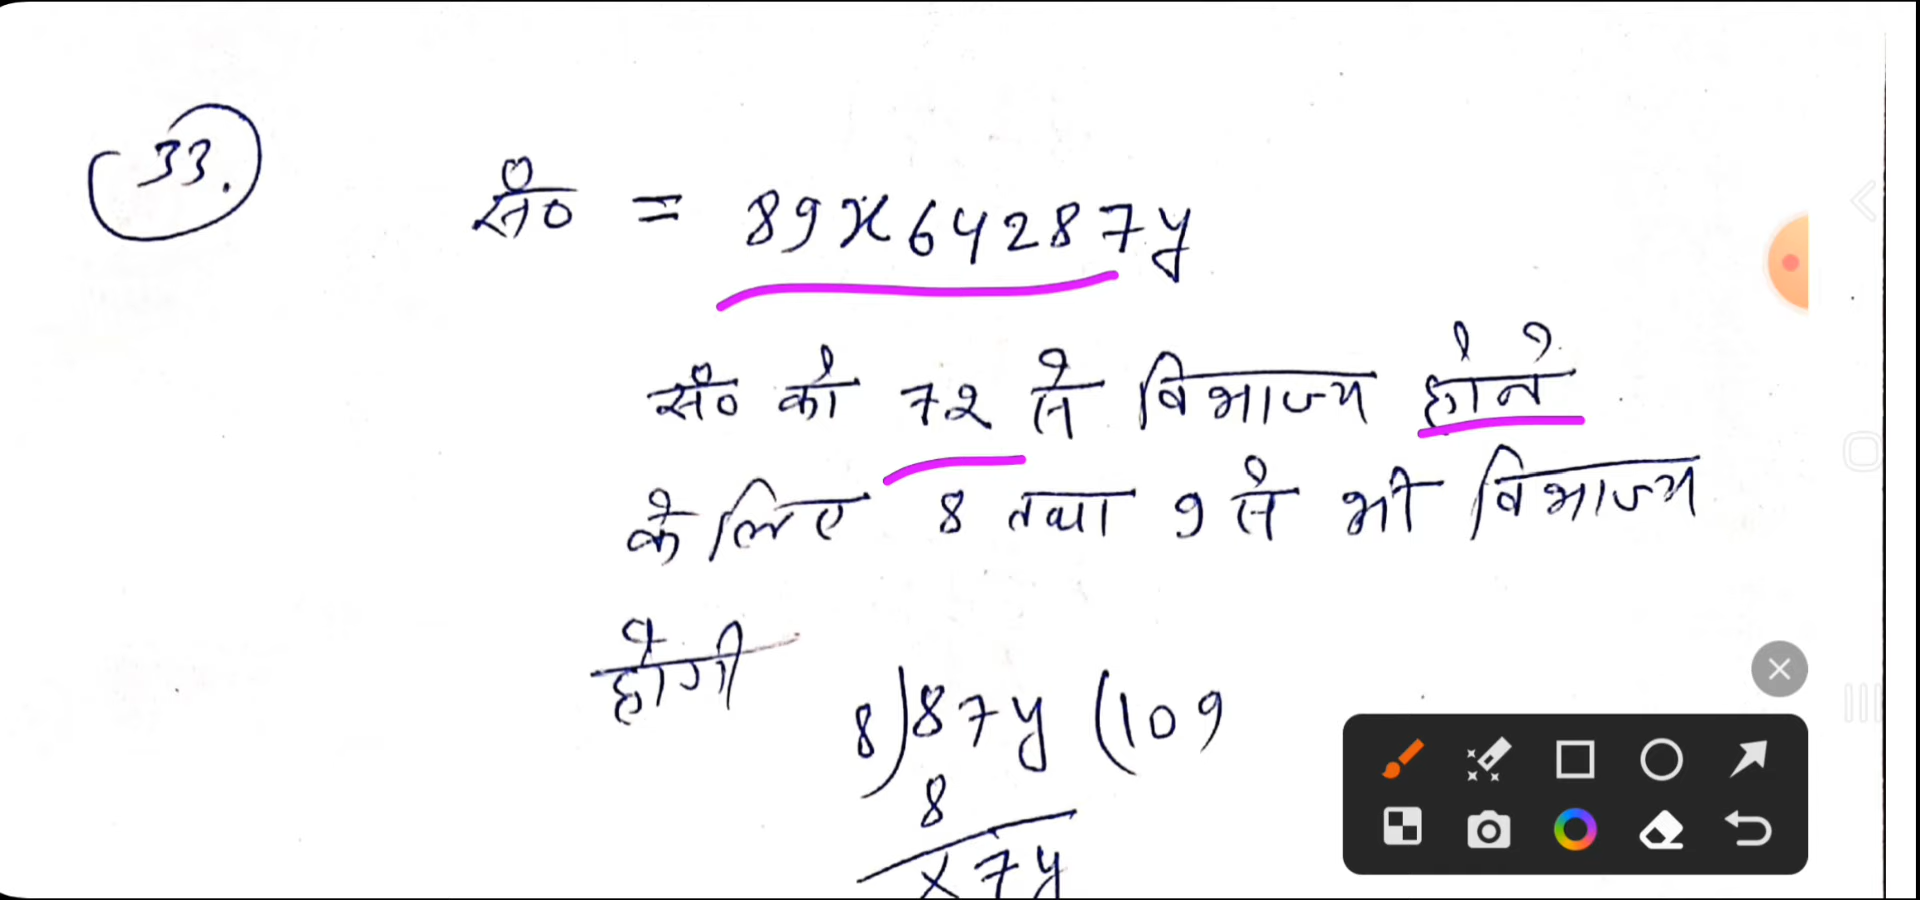 33.
सं० = 89x64287y
सं० को 72 से विभाज्य होने
के लिए 8 तथा 9 से भी विभाज्य
होगी
8)87y(109
8
x7y